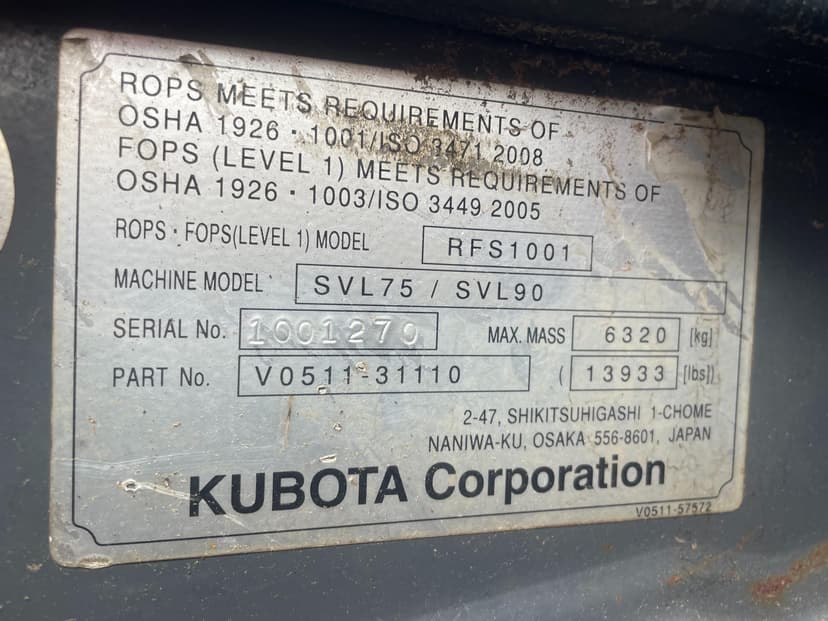 ROPS MEETS REQUIREMENTS OF
OSHA 1926・1001/ISO 3471 2008
FOPS (LEVEL 1) MEETS REQUIREMENTS OF
OSHA 1926・1003/ISO 3449 2005
ROPS・FOPS(LEVEL 1) MODEL RFS1001
MACHINE MODEL SVL75 / SVL90
SERIAL No. 1001270 MAX. MASS 6320 [kg]
PART No. V0511-31110 ( 13933 [lbs])
2-47, SHIKITSUHIGASHI 1-CHOME
NANIWA-KU, OSAKA 556-8601, JAPAN
KUBOTA Corporation
V0511-57572